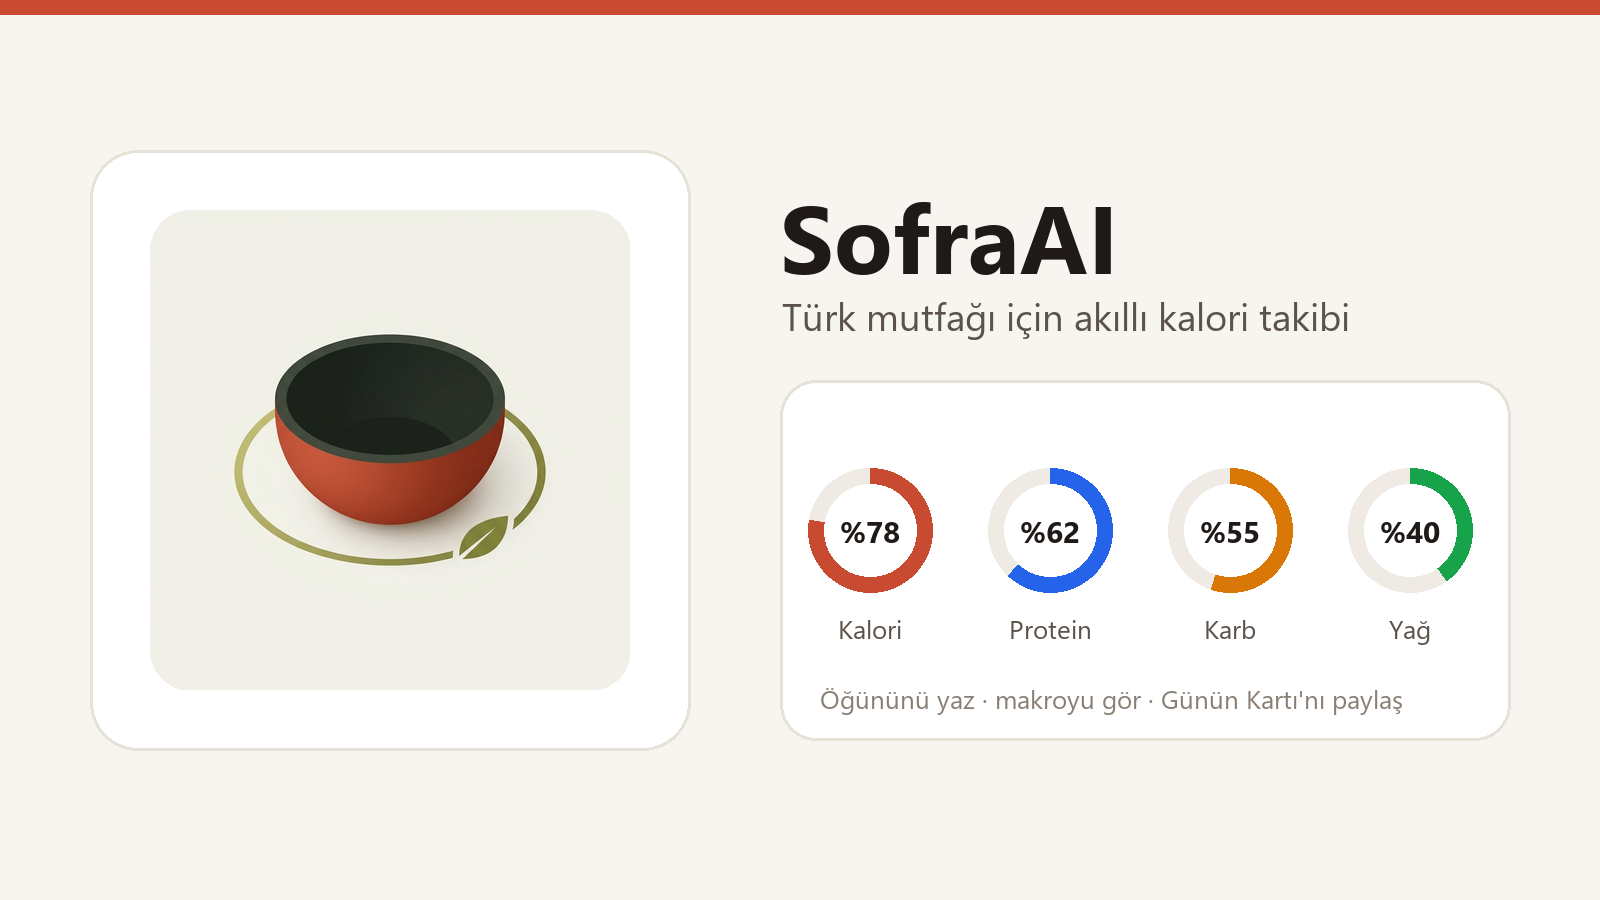 SofraAI
Türk mutfağı için akıllı kalori takibi
%78 %62 %55 %40
Kalori Protein Karb Yağ
Öğününü yaz · makroyu gör · Günün Kartı'nı paylaş